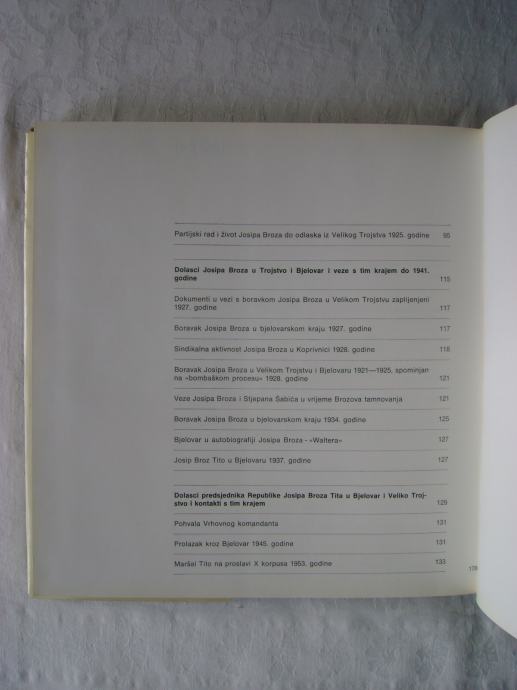 Partijski rad i život Josipa Broza do odlaska iz Velikog Trojstva 1925. godine 95
Dolasci Josipa Broza u Trojstvo i Bjelovar i veze s tim krajem do 1941.
godine 115
Dokumenti u vezi s boravkom Josipa Broza u Velikom Trojstvu zaplijenjeni
1927. godine 117
Boravak Josipa Broza u bjelovarskom kraju 1927. godine 117
Sindikalna aktivnost Josipa Broza u Koprivnici 1928. godine 118
Boravak Josipa Broza u Velikom Trojstvu i Bjelovaru 1921—1925, spominjan
na «bombaškom procesu» 1928. godine 121
Veze Josipa Broza i Stjepana Šabića u vrijeme Brozova tamnovanja 121
Boravak Josipa Broza u bjelovarskom kraju 1934. godine 125
Bjelovar u autobiografiji Josipa Broza - «Waltera» 127
Josip Broz Tito u Bjelovaru 1937. godine 127
Dolasci predsjednika Republike Josipa Broza Tita u Bjelovar i Veliko Troj-
stvo i kontakti s tim krajem 129
Pohvala Vrhovnog komandanta 131
Prolazak kroz Bjelovar 1945. godine 131
Maršal Tito na proslavi X korpusa 1953. godine 133